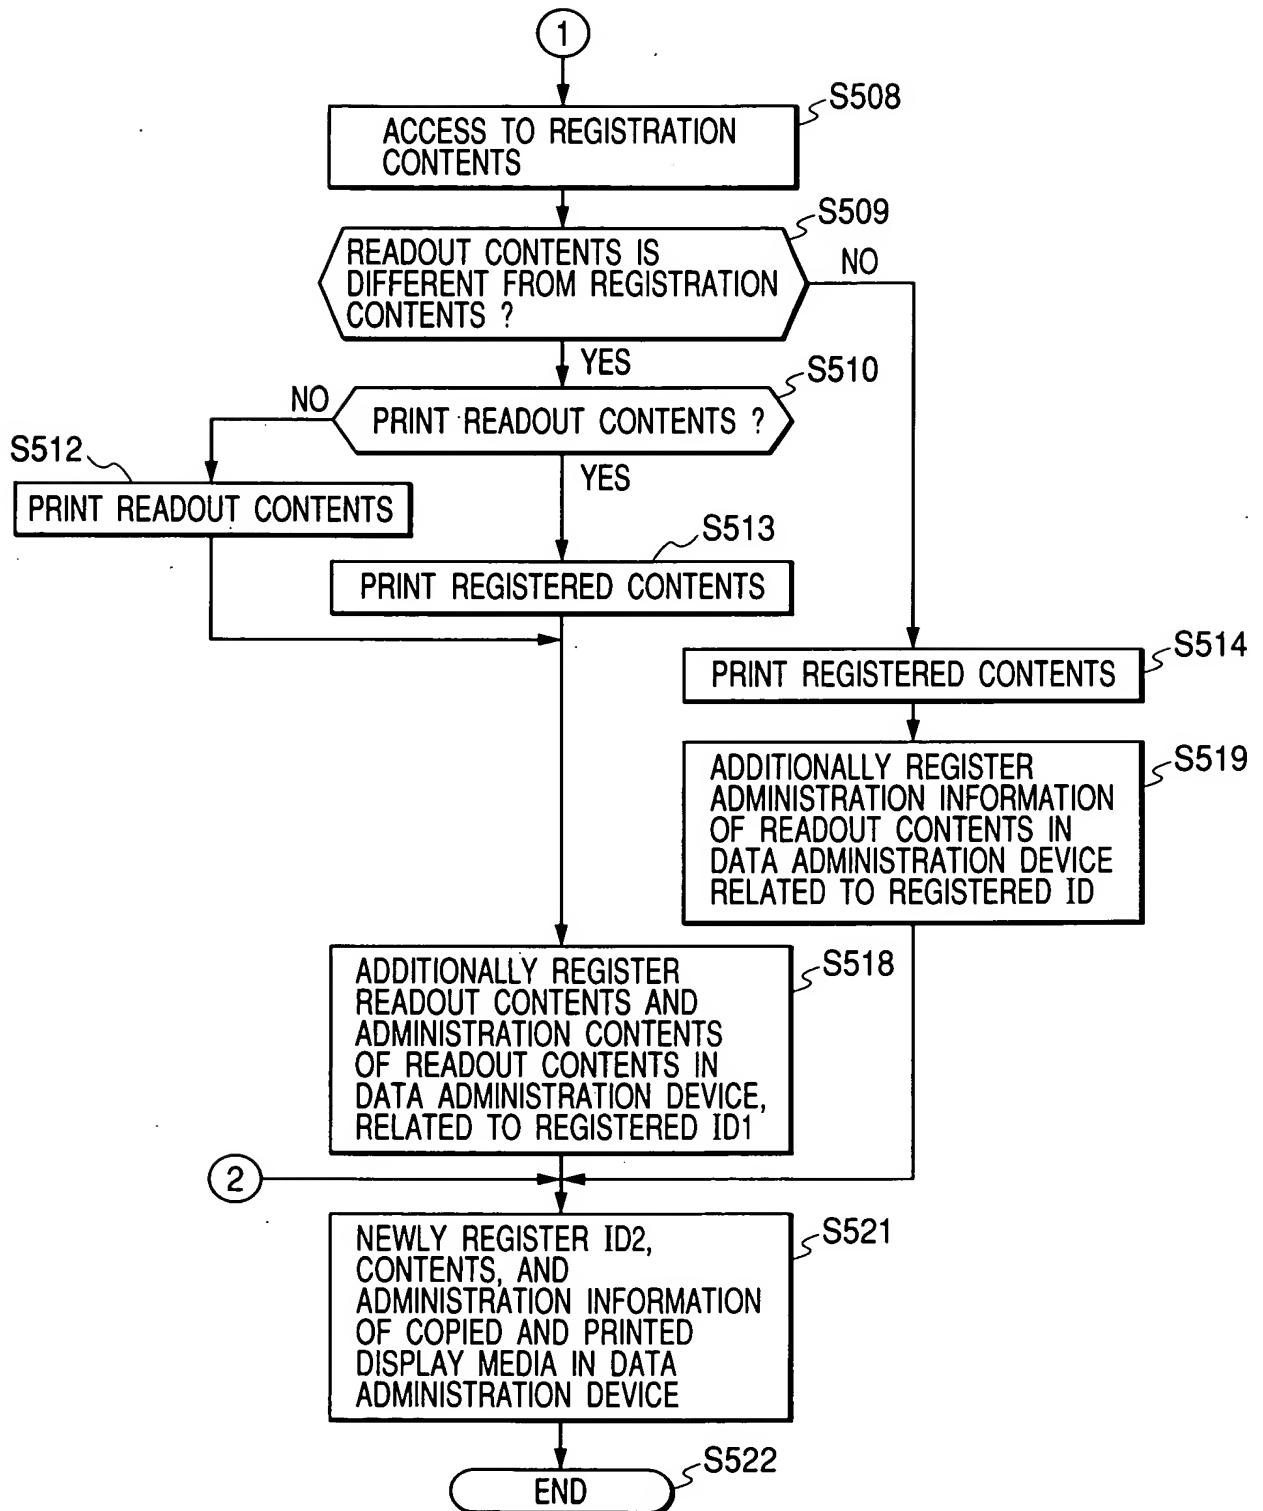 1
S508
ACCESS TO REGISTRATION
CONTENTS
S509
READOUT CONTENTS IS
DIFFERENT FROM REGISTRATION
CONTENTS ?
NO
YES
S510
NO
PRINT READOUT CONTENTS ?
S512
YES
PRINT READOUT CONTENTS
S513
PRINT REGISTERED CONTENTS
S514
PRINT REGISTERED CONTENTS
S519
ADDITIONALLY REGISTER
ADMINISTRATION INFORMATION
OF READOUT CONTENTS IN
DATA ADMINISTRATION DEVICE
RELATED TO REGISTERED ID
S518
ADDITIONALLY REGISTER
READOUT CONTENTS AND
ADMINISTRATION CONTENTS
OF READOUT CONTENTS IN
DATA ADMINISTRATION DEVICE,
RELATED TO REGISTERED ID1
2
S521
NEWLY REGISTER ID2,
CONTENTS, AND
ADMINISTRATION INFORMATION
OF COPIED AND PRINTED
DISPLAY MEDIA IN DATA
ADMINISTRATION DEVICE
S522
END